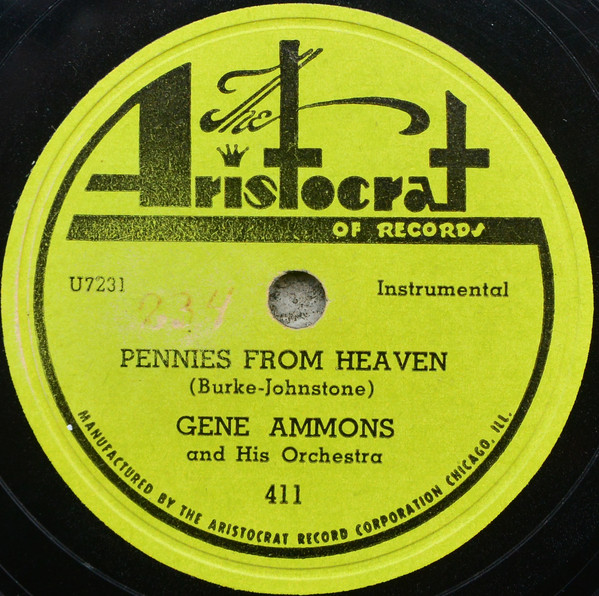 The
Aristocrat
OF RECORDS
U7231
Instrumental
234
PENNIES FROM HEAVEN
(Burke-Johnstone)
GENE AMMONS
and His Orchestra
411
MANUFACTURED BY THE ARISTOCRAT RECORD CORPORATION CHICAGO, ILL.